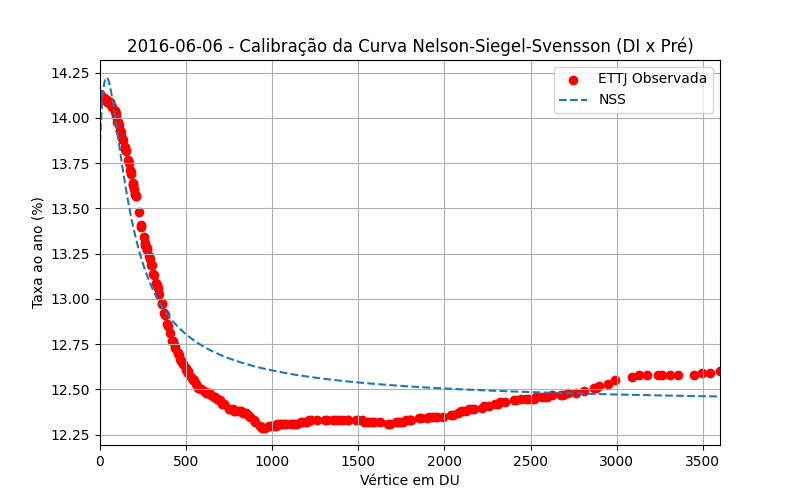 2016-06-06 - Calibração da Curva Nelson-Siegel-Svensson (DI x Pré)
ETTJ Observada
NSS
Taxa ao ano (%)
14.25
14.00
13.75
13.50
13.25
13.00
12.75
12.50
12.25
0 500 1000 1500 2000 2500 3000 3500
Vértice em DU